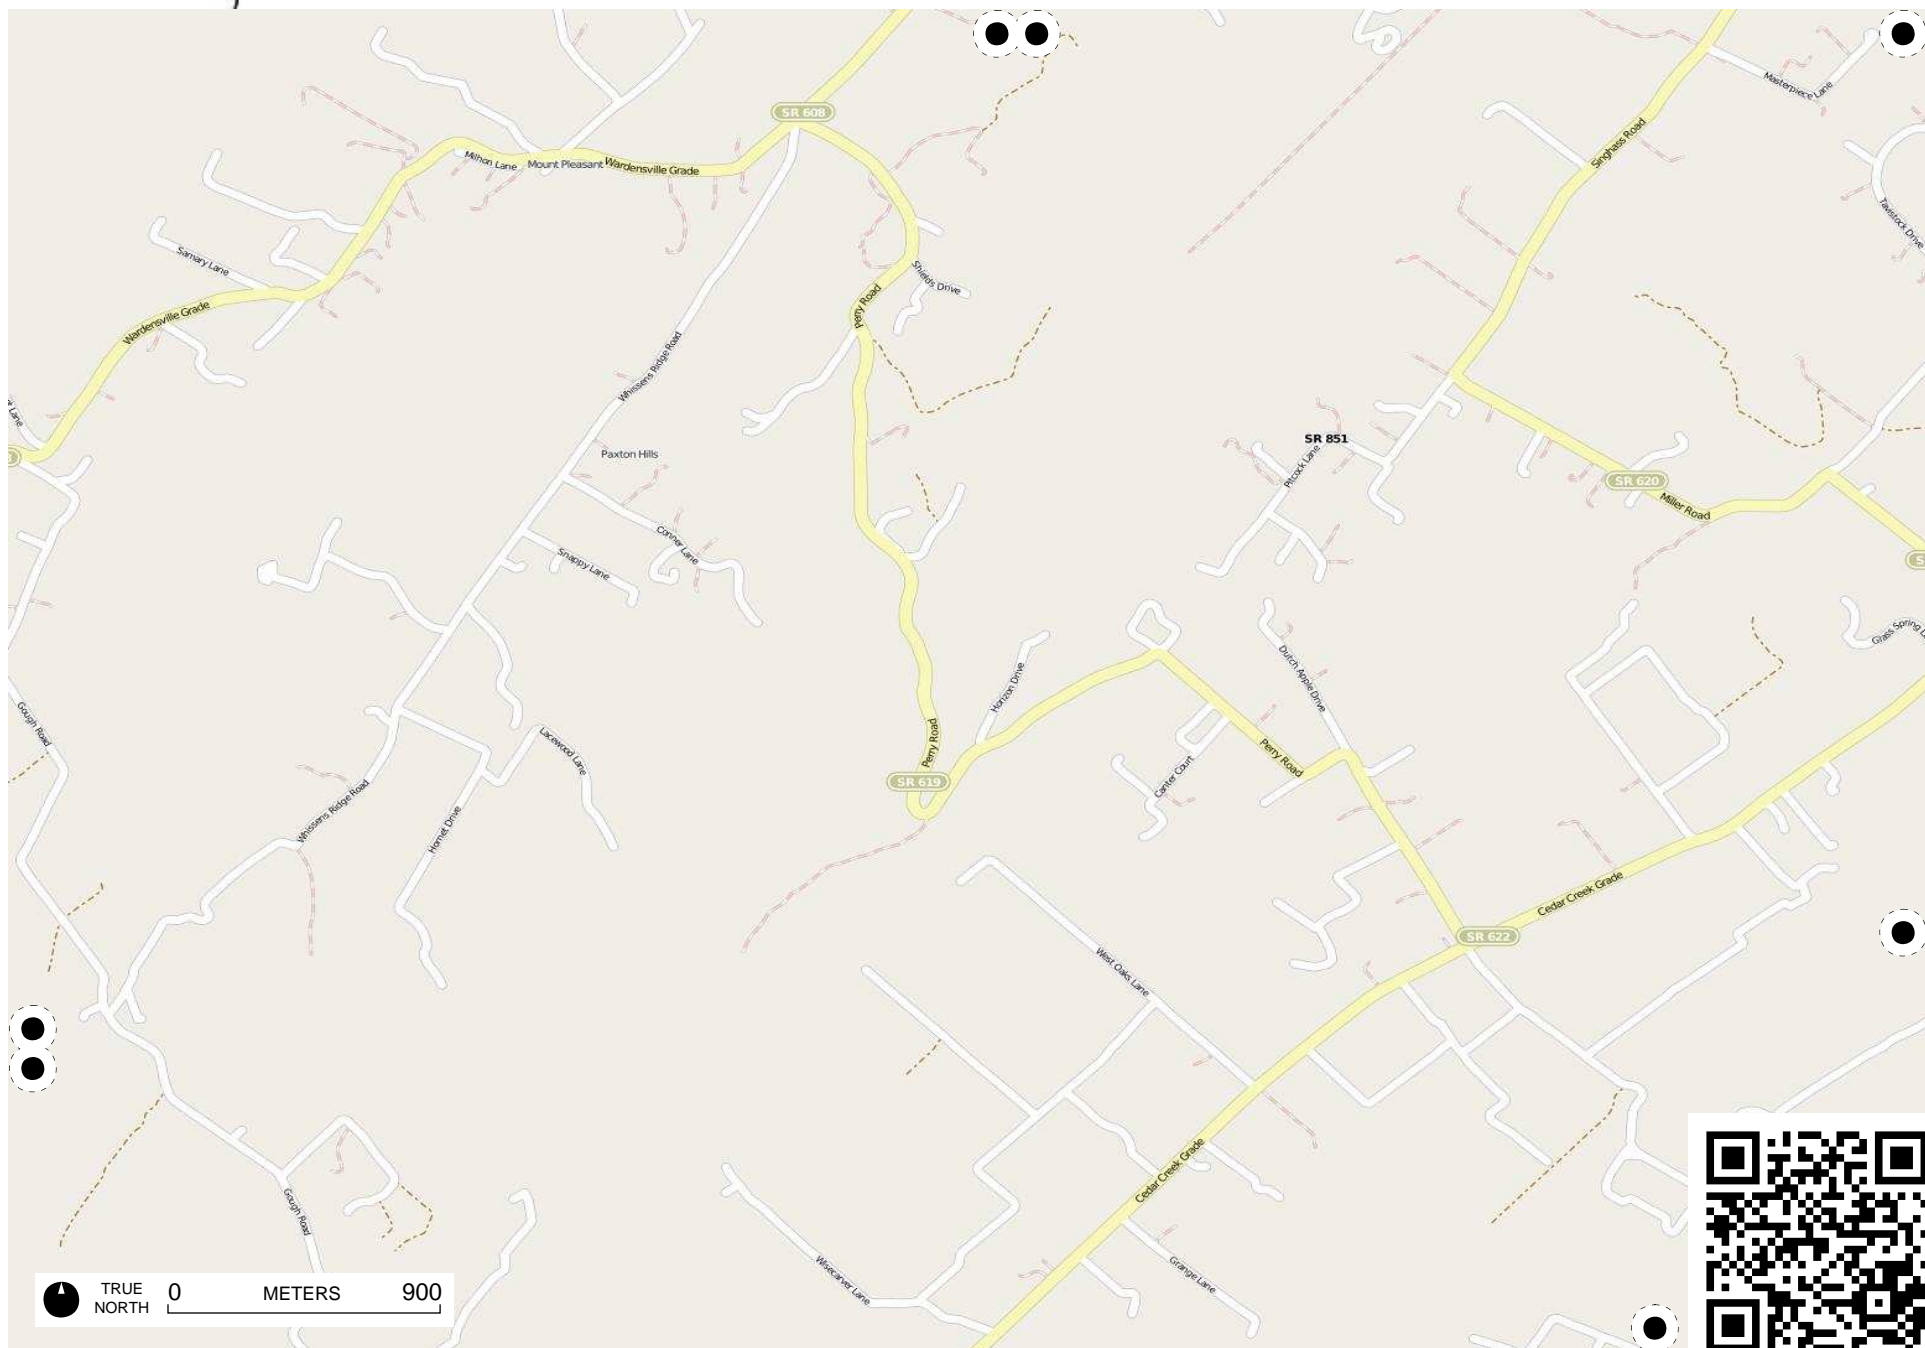 SR 608
Masterpiece Lane
Singhass Road
Milhon Lane
Mount Pleasant
Wardensville Grade
Tavistock Drive
Samary Lane
Shields Drive
Perry Road
Wardensville Grade
Whissens Ridge Road
Lane
SR 851
Paxton Hills
Pitcock Lane
SR 620
Miller Road
Conner Lane
Snappy Lane
Glass Spring
Dutch Apple Drive
Horizon Drive
Gough Road
Perry Road
Lacewood Lane
Perry Road
Canter Court
SR 619
Whissens Ridge Road
Hornet Drive
Cedar Creek Grade
SR 622
West Oaks Lane
Cedar Creek Grade
Gough Road
Wisecarver Lane
Grange Lane
TRUE NORTH
0 METERS 900